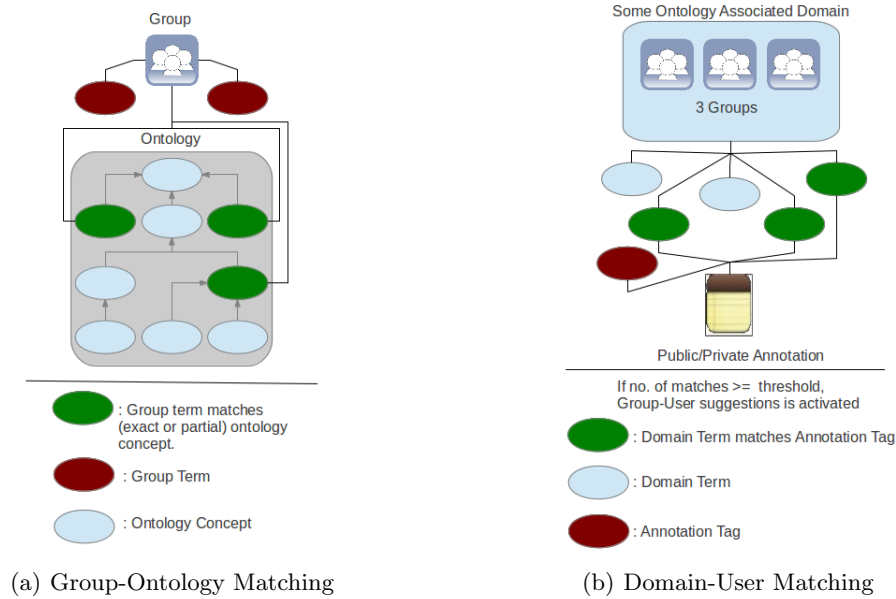 Group
Ontology
: Group term matches
(exact or partial) ontology
concept.
: Group Term
: Ontology Concept
(a) Group-Ontology Matching
Some Ontology Associated Domain
3 Groups
Public/Private Annotation
If no. of matches >= threshold,
Group-User suggestions is activated
: Domain Term matches Annotation Tag
: Domain Term
: Annotation Tag
(b) Domain-User Matching